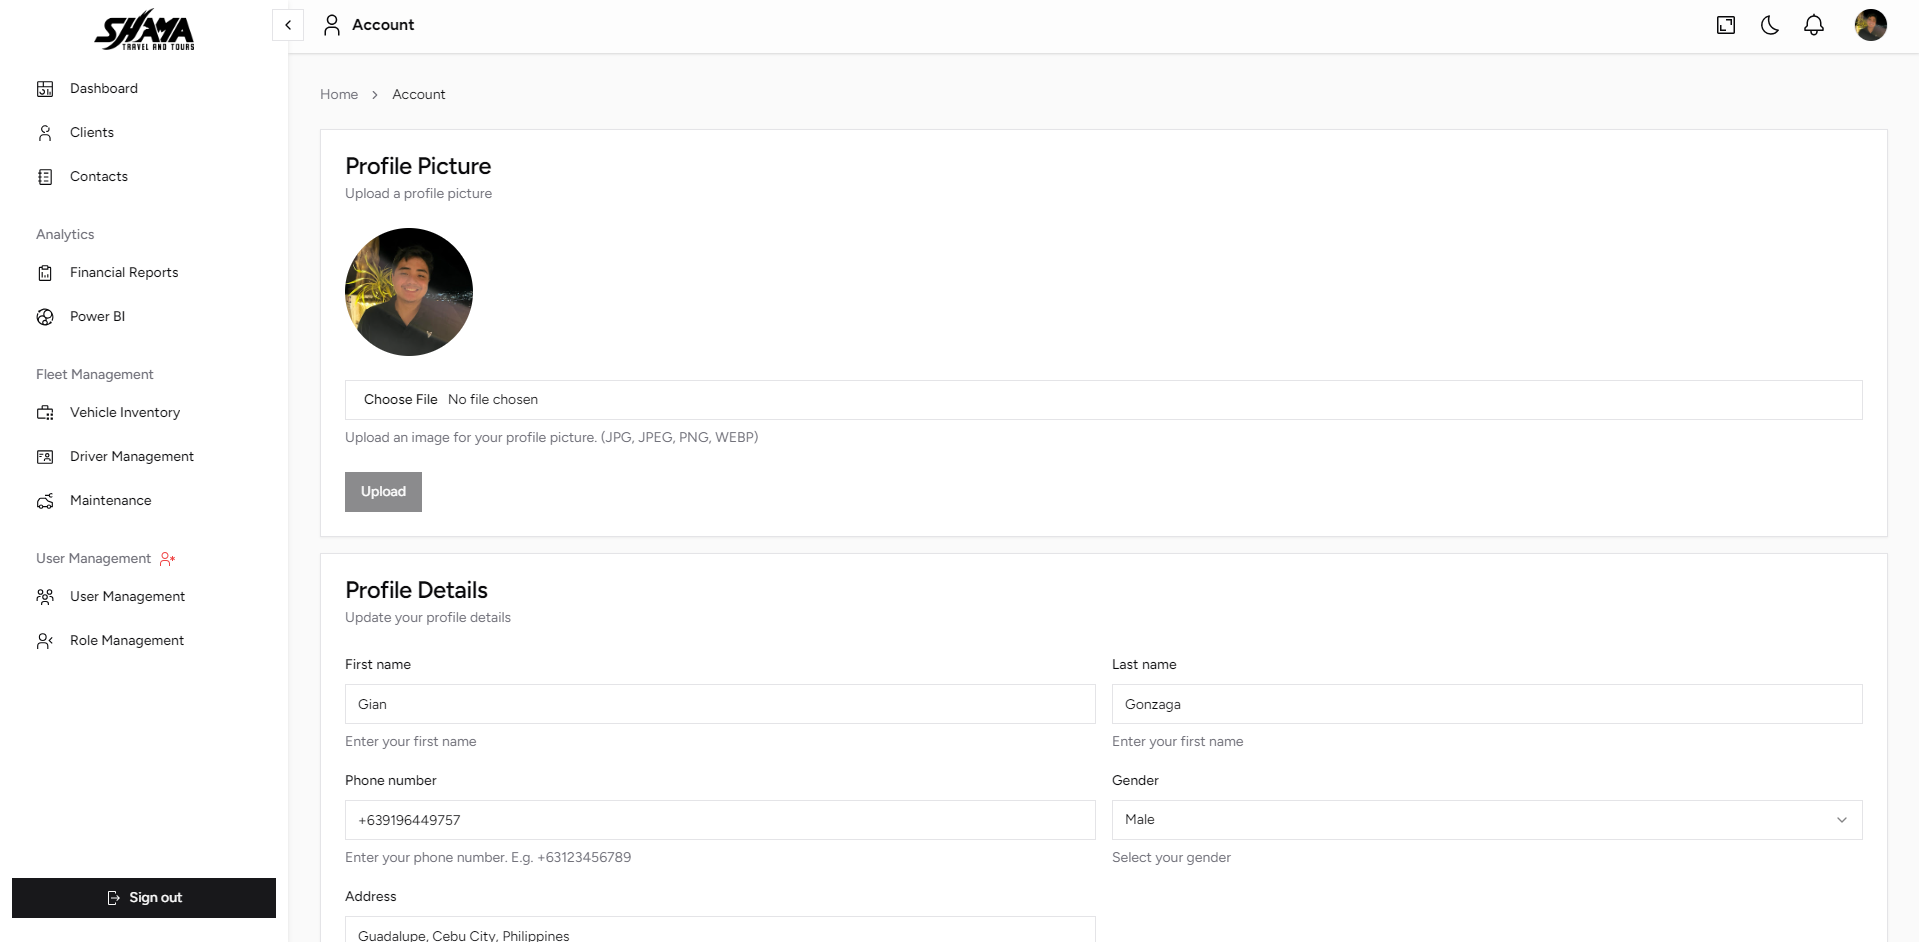 SHAMA
TRAVEL AND TOURS
Account
Dashboard
Clients
Contacts
Analytics
Financial Reports
Power BI
Fleet Management
Vehicle Inventory
Driver Management
Maintenance
User Management
User Management
Role Management
Sign out
Home > Account
Profile Picture
Upload a profile picture
Choose File No file chosen
Upload an image for your profile picture. (JPG, JPEG, PNG, WEBP)
Upload
Profile Details
Update your profile details
First name
Last name
Gian
Gonzaga
Enter your first name
Enter your first name
Phone number
Gender
+639196449757
Male
Enter your phone number. E.g. +63123456789
Select your gender
Address
Guadalupe, Cebu City, Philippines